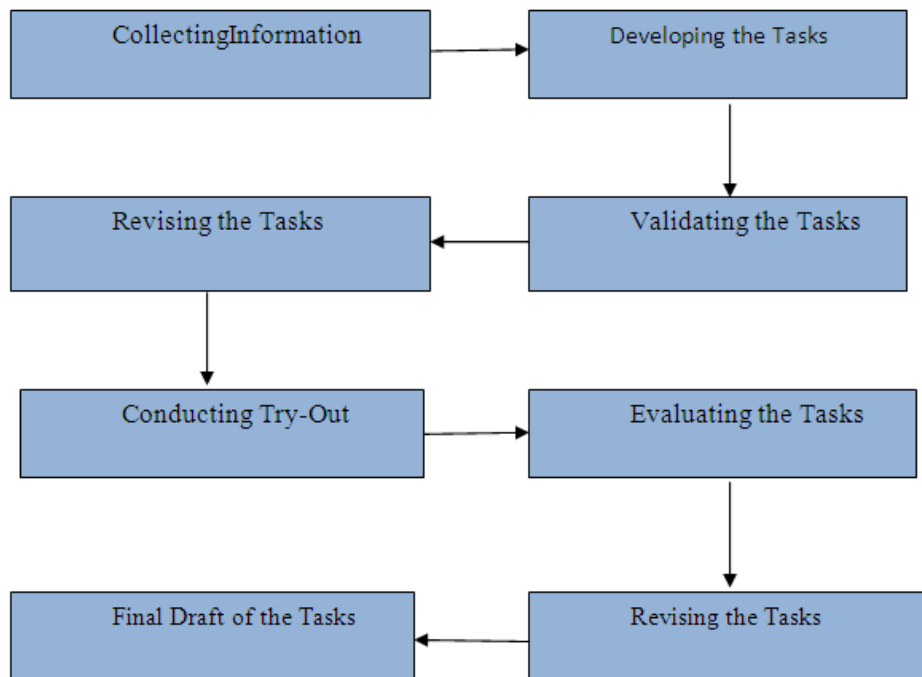 CollectingInformation
Developing the Tasks
Revising the Tasks
Validating the Tasks
Conducting Try-Out
Evaluating the Tasks
Final Draft of the Tasks
Revising the Tasks